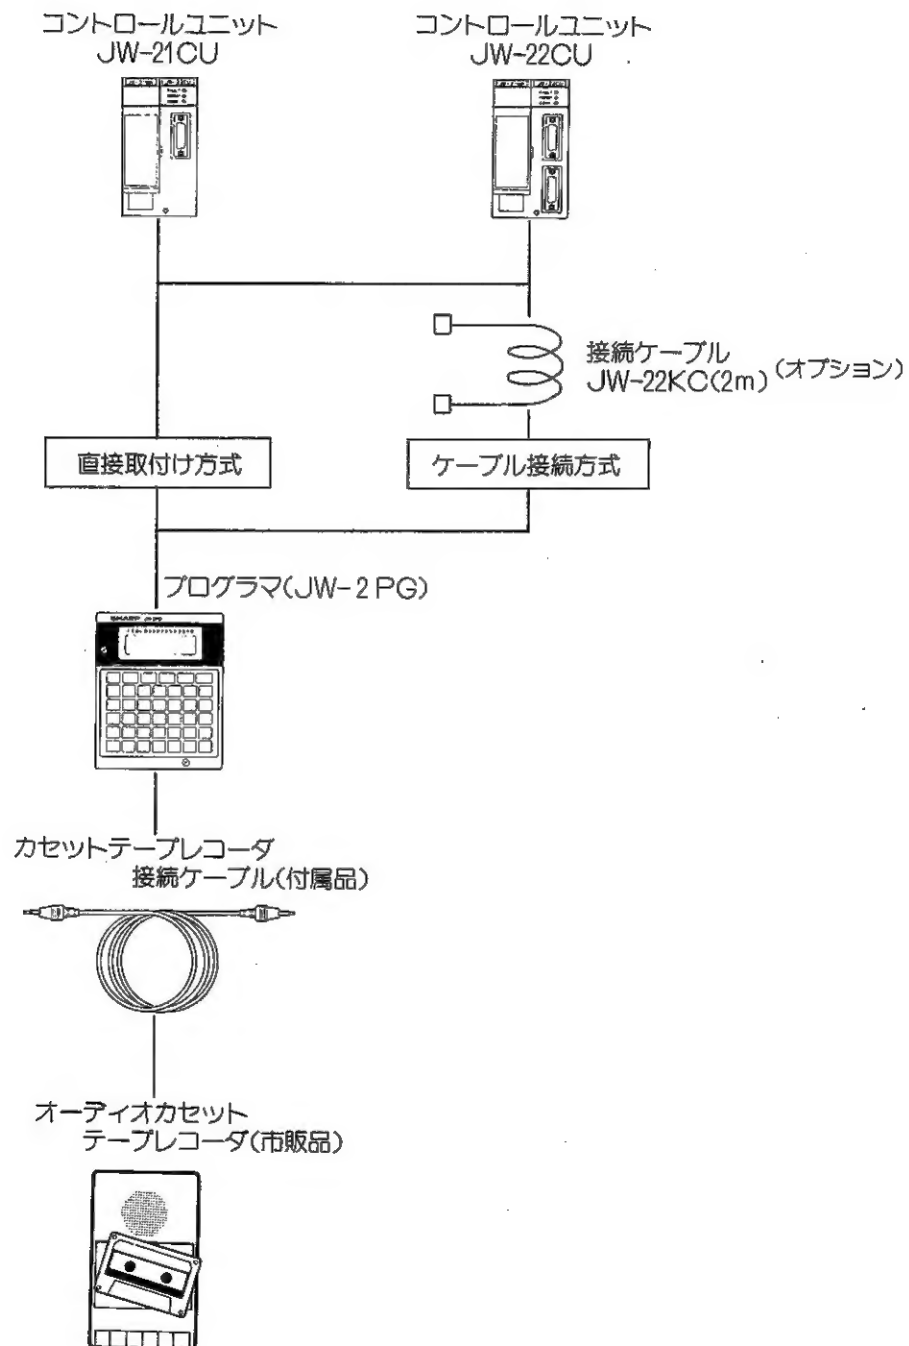 コントロールユニット
JW-21CU
コントロールユニット
JW-22CU
接続ケーブル
JW-22KC(2m)(オプション)
直接取付け方式
ケーブル接続方式
プログラマ(JW-2PG)
SHARP
カセットテープレコーダ
接続ケーブル(付属品)
オーディオカセット
テープレコーダ(市販品)